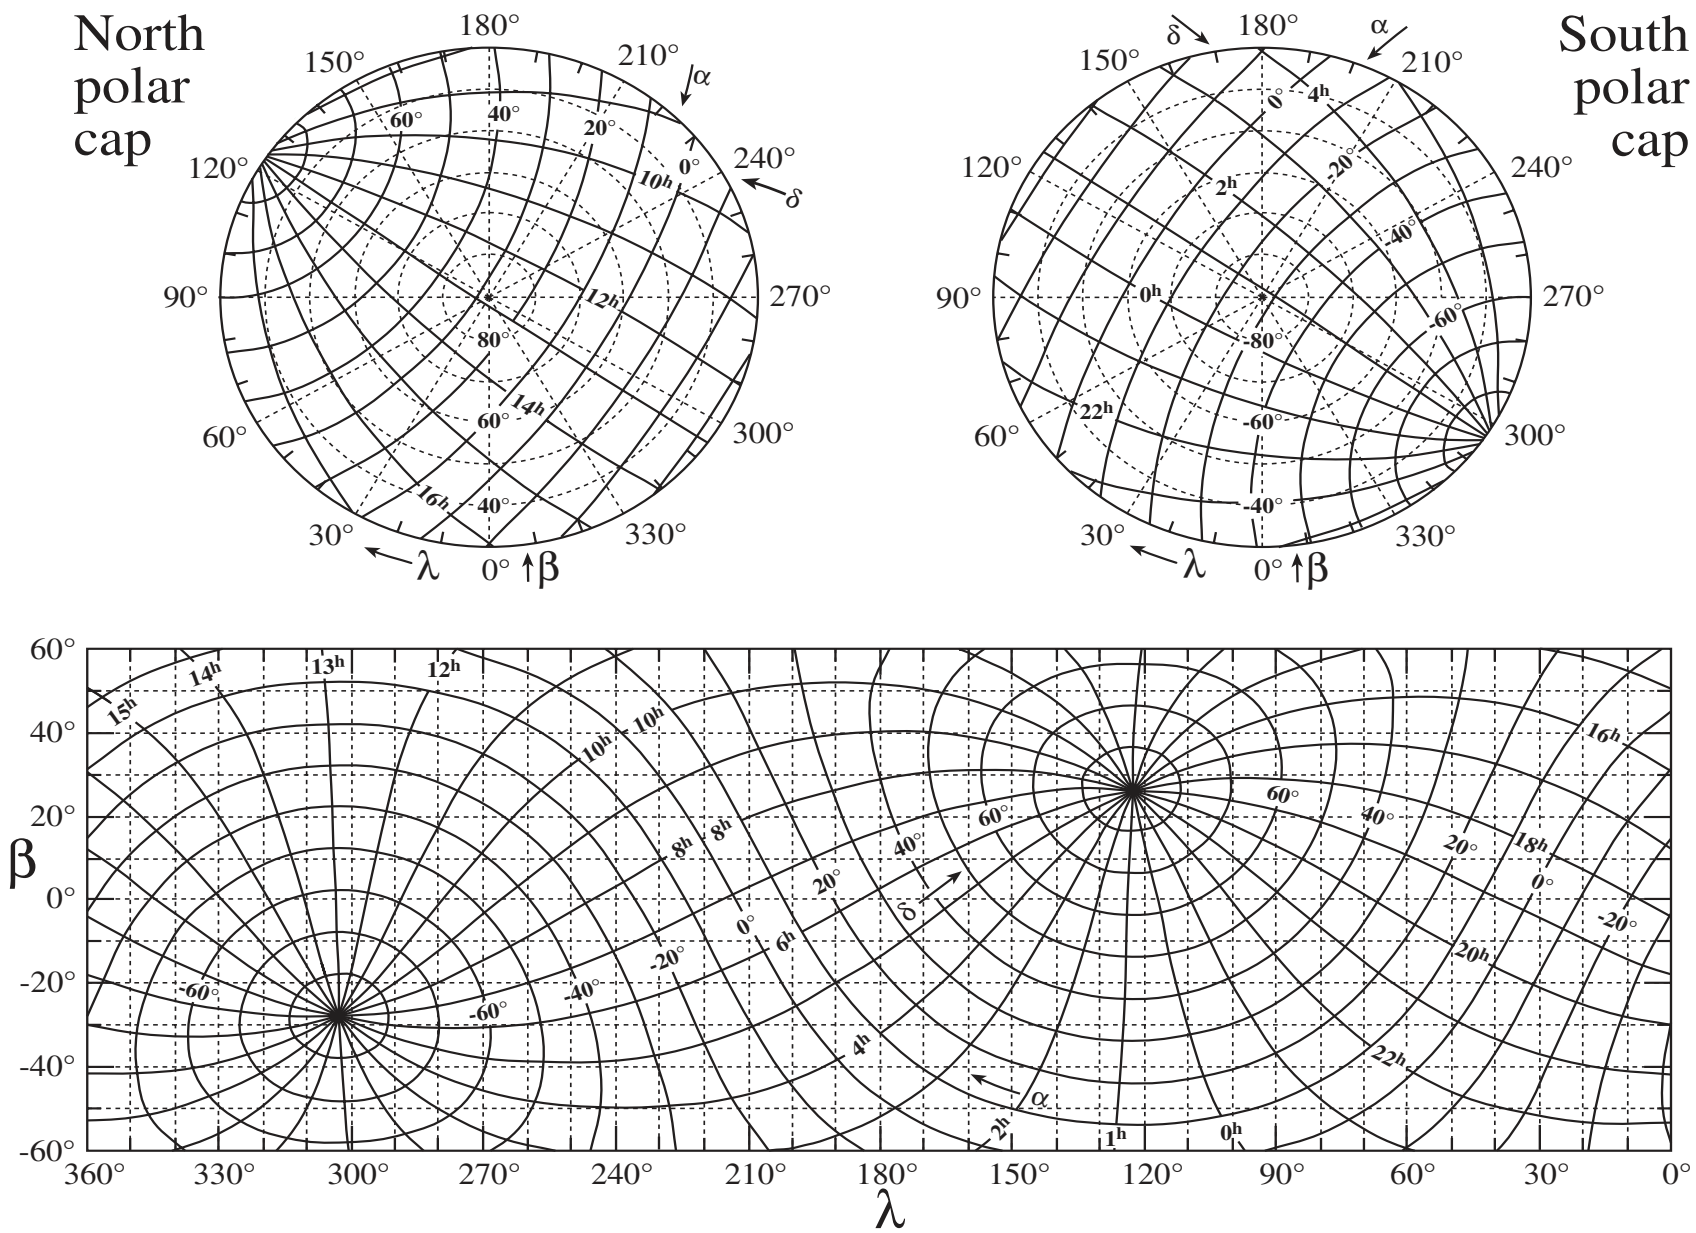 North
polar
cap
180°
150°
210°
α
60°
40°
20°
120°
240°
0°
10h
δ
90°
12h
270°
80°
14h
60°
60°
300°
16h
40°
30°
330°
λ
0°
β
South
polar
cap
δ
180°
α
150°
210°
0°
4h
120°
-20°
240°
2h
-40°
90°
0h
270°
-60°
-80°
22h
-60°
60°
300°
-40°
30°
330°
λ
0°
β
60°
14h
13h
12h
15h
10h
10h
16h
40°
60°
60°
40°
20°
8h
8h
40°
20°
18h
β
20°
0°
0°
δ
0°
6h
-20°
-20°
20h
-20°
-60°
-40°
-60°
-40°
4h
22h
α
2h
1h
0h
-60°
360°
330°
300°
270°
240°
210°
180°
150°
120°
90°
60°
30°
0°
λ